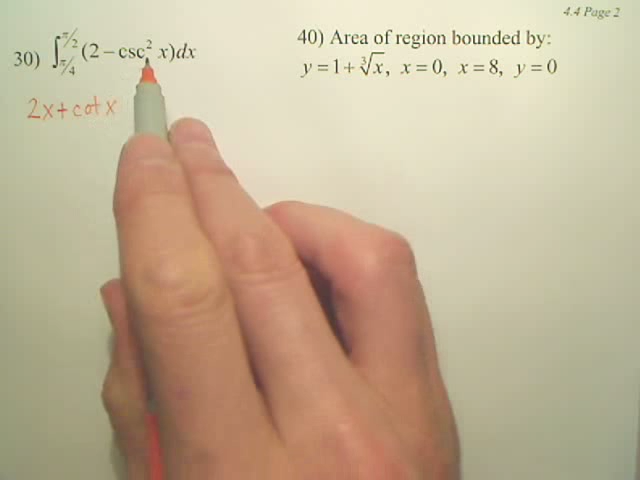 4.4 Page 2
30) ∫_{π/4}^{π/2} (2 − csc² x)dx
2x + cot x
40) Area of region bounded by:
y = 1 + ∛x, x = 0, x = 8, y = 0